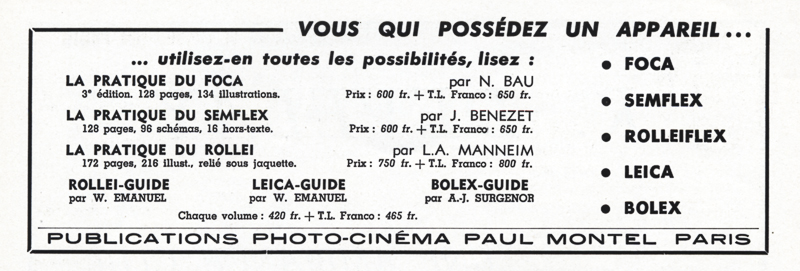 VOUS QUI POSSÉDEZ UN APPAREIL...
... utilisez-en toutes les possibilités, lisez :
LA PRATIQUE DU FOCA par N. BAU
3e édition. 128 pages, 134 illustrations. Prix : 600 fr. + T.L. Franco : 650 fr.
LA PRATIQUE DU SEMFLEX par J. BENEZET
128 pages, 96 schémas, 16 hors-texte. Prix : 600 fr. + T.L. Franco : 650 fr.
LA PRATIQUE DU ROLLEI par L.A. MANNEIM
172 pages, 216 illust., relié sous jaquette. Prix : 750 fr. + T.L. Franco : 800 fr.
ROLLEI-GUIDE LEICA-GUIDE BOLEX-GUIDE
par W. EMANUEL par W. EMANUEL par A.-J. SURGENOR
Chaque volume : 420 fr. + T.L. Franco : 465 fr.
• FOCA
• SEMFLEX
• ROLLEIFLEX
• LEICA
• BOLEX
PUBLICATIONS PHOTO-CINÉMA PAUL MONTEL PARIS